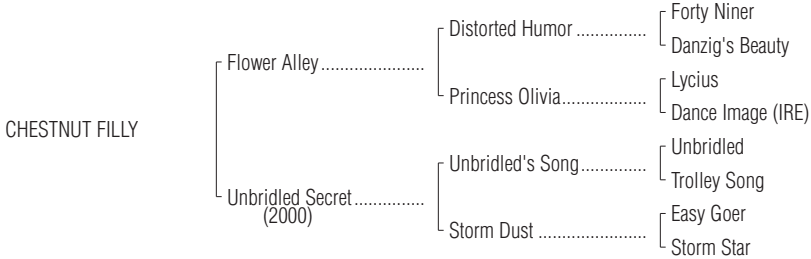 Forty Niner
Distorted Humor ...............
Danzig's Beauty
Flower Alley ......................
Lycius
Princess Olivia..................
Dance Image (IRE)
CHESTNUT FILLY
Unbridled
Unbridled's Song..............
Trolley Song
Unbridled Secret ...............
(2000)
Easy Goer
Storm Dust .......................
Storm Star